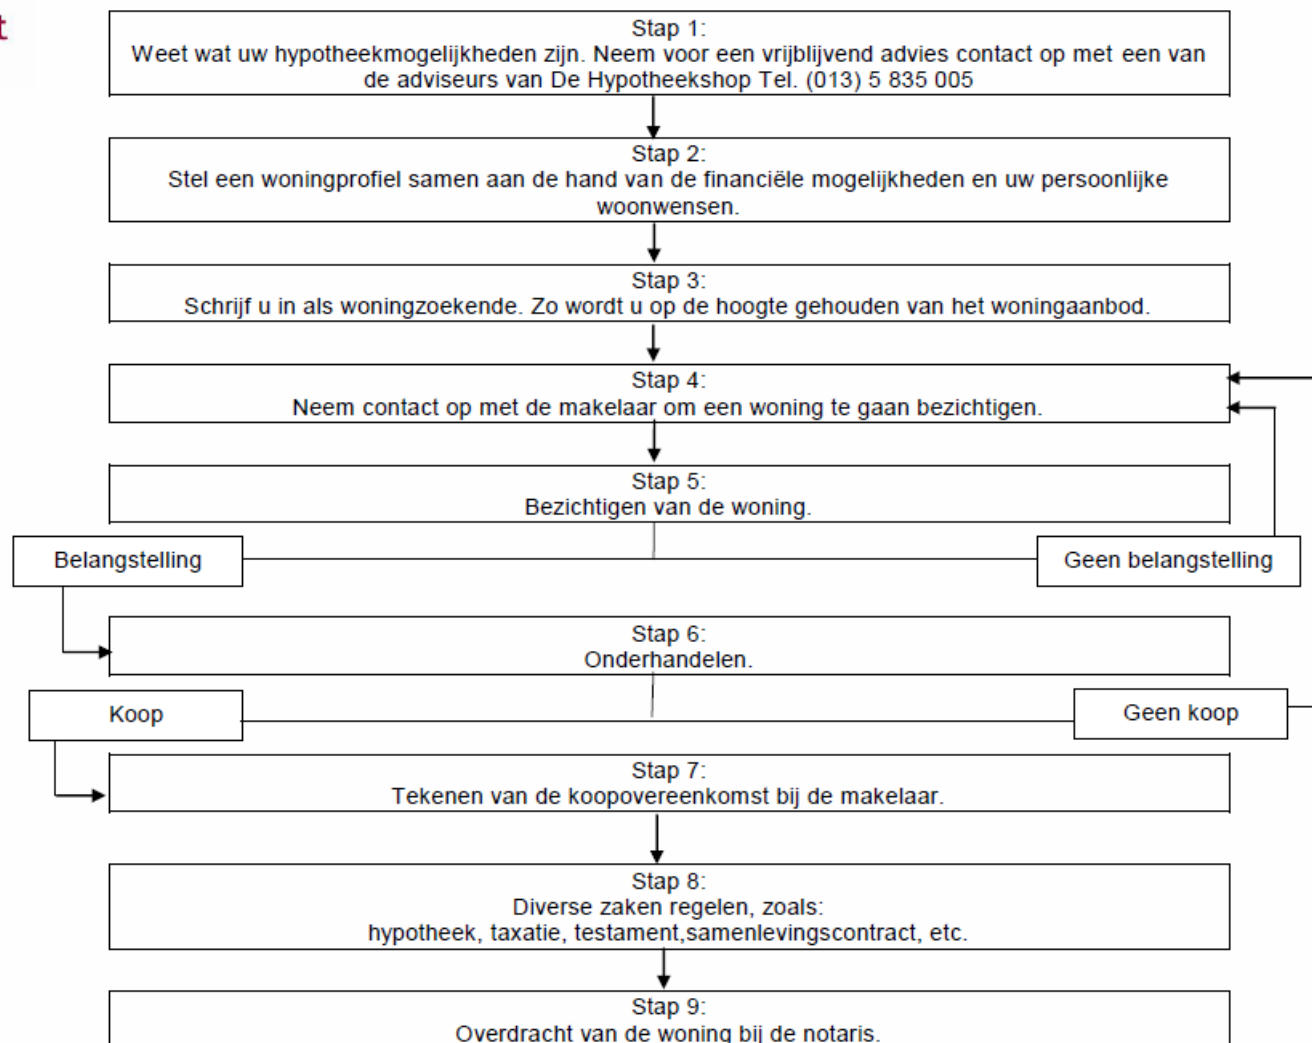 t
Stap 1:
Weet wat uw hypotheekmogelijkheden zijn. Neem voor een vrijblijvend advies contact op met een van
de adviseurs van De Hypotheekshop Tel. (013) 5 835 005
Stap 2:
Stel een woningprofiel samen aan de hand van de financiële mogelijkheden en uw persoonlijke
woonwensen.
Stap 3:
Schrijf u in als woningzoekende. Zo wordt u op de hoogte gehouden van het woningaanbod.
Stap 4:
Neem contact op met de makelaar om een woning te gaan bezichtigen.
Stap 5:
Bezichtigen van de woning.
Belangstelling
Geen belangstelling
Stap 6:
Onderhandelen.
Koop
Geen koop
Stap 7:
Tekenen van de koopovereenkomst bij de makelaar.
Stap 8:
Diverse zaken regelen, zoals:
hypotheek, taxatie, testament,samenlevingscontract, etc.
Stap 9:
Overdracht van de woning bij de notaris.